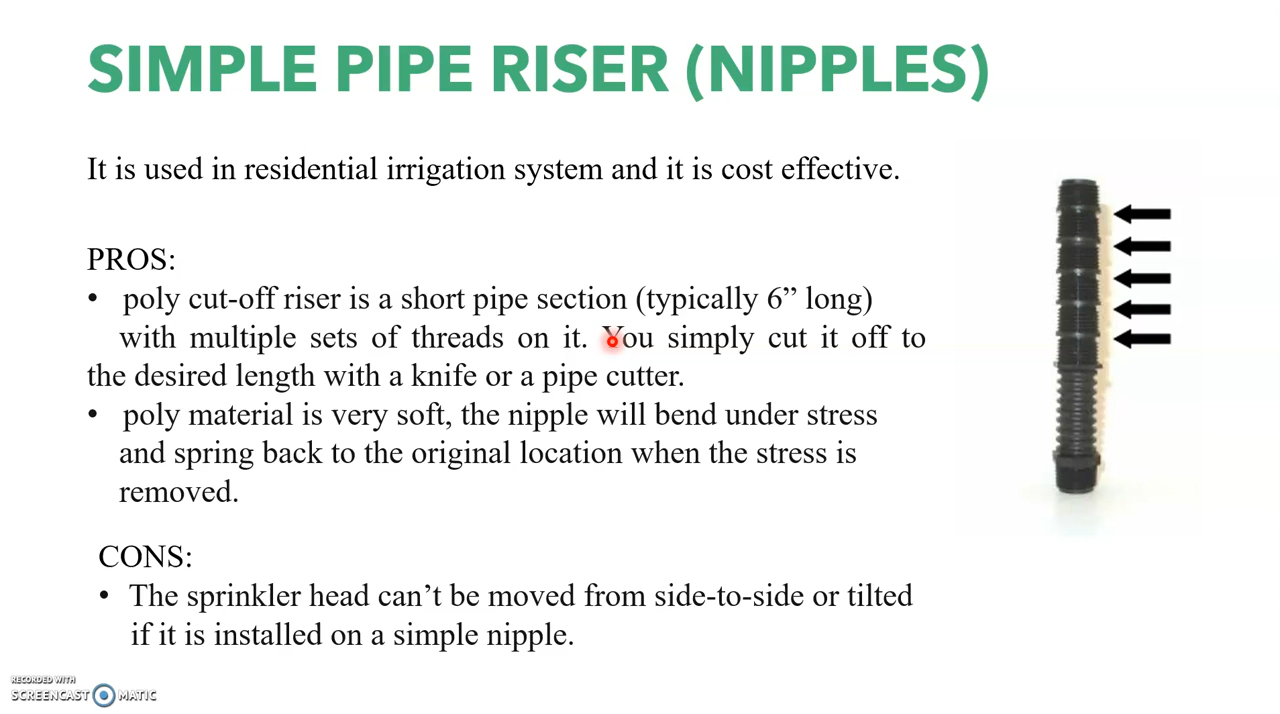 SIMPLE PIPE RISER (NIPPLES)
It is used in residential irrigation system and it is cost effective.
PROS:
• poly cut-off riser is a short pipe section (typically 6” long)
with multiple sets of threads on it. You simply cut it off to
the desired length with a knife or a pipe cutter.
• poly material is very soft, the nipple will bend under stress
and spring back to the original location when the stress is
removed.
CONS:
• The sprinkler head can’t be moved from side-to-side or tilted
if it is installed on a simple nipple.
RECORDED WITH
SCREENCAST MATIC